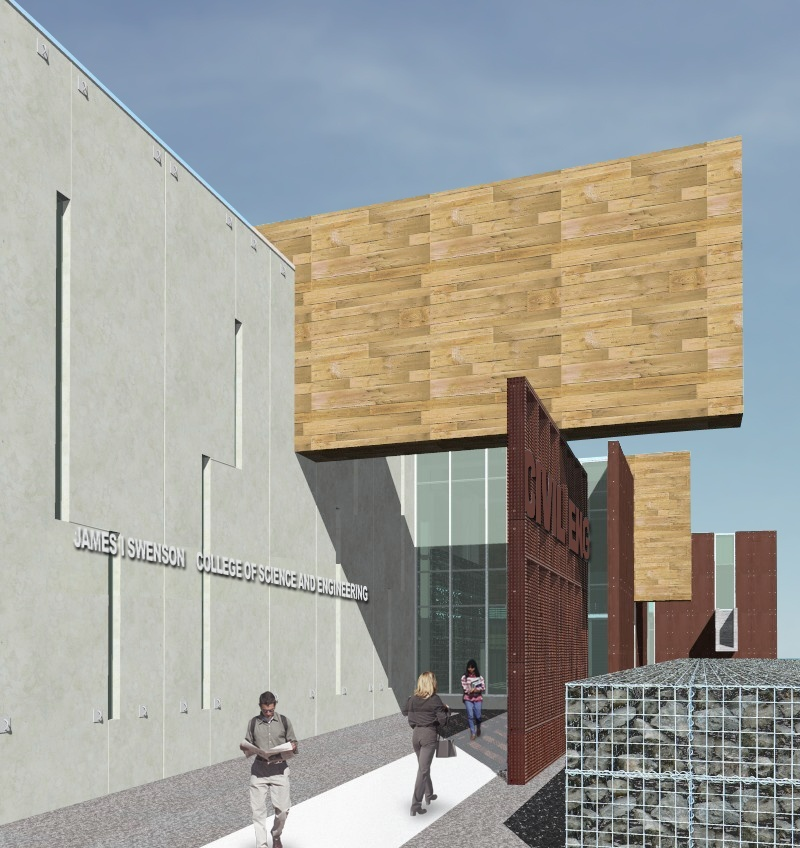 JAMES I SWENSON COLLEGE OF SCIENCE AND ENGINEERING
CIVIL ENG